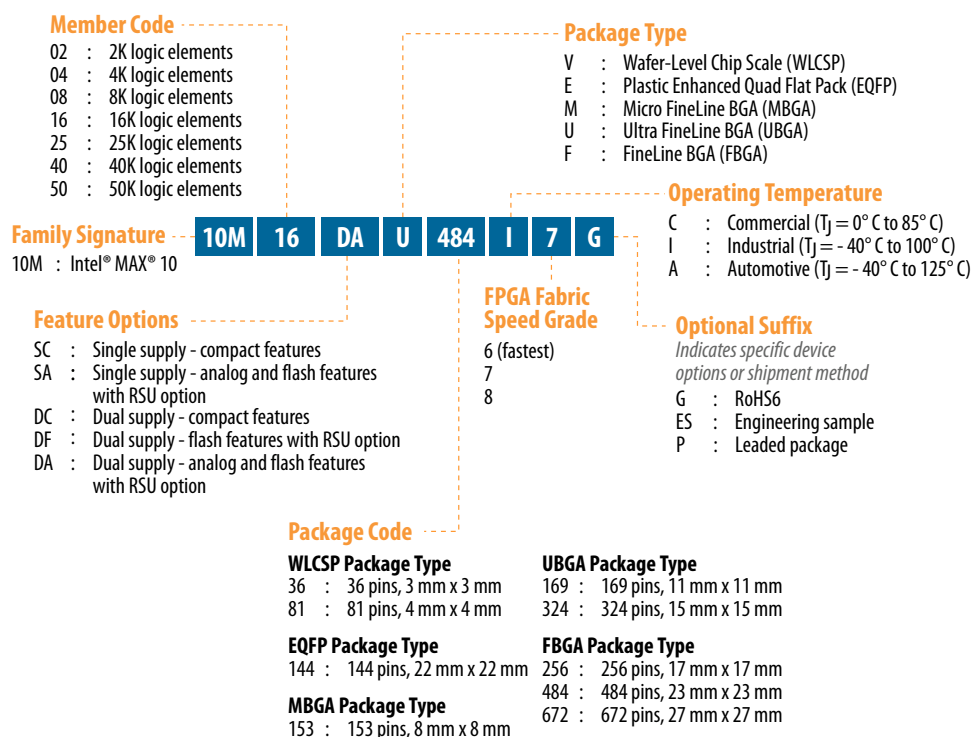 Member Code
02 : 2K logic elements
04 : 4K logic elements
08 : 8K logic elements
16 : 16K logic elements
25 : 25K logic elements
40 : 40K logic elements
50 : 50K logic elements
Package Type
V : Wafer-Level Chip Scale (WLCSP)
E : Plastic Enhanced Quad Flat Pack (EQFP)
M : Micro FineLine BGA (MBGA)
U : Ultra FineLine BGA (UBGA)
F : FineLine BGA (FBGA)
Operating Temperature
C : Commercial (TJ = 0° C to 85° C)
I : Industrial (TJ = - 40° C to 100° C)
A : Automotive (TJ = - 40° C to 125° C)
Family Signature
10M : Intel® MAX® 10
10M 16 DA U 484 I 7 G
Feature Options
SC : Single supply - compact features
SA : Single supply - analog and flash features
with RSU option
DC : Dual supply - compact features
DF : Dual supply - flash features with RSU option
DA : Dual supply - analog and flash features
with RSU option
FPGA Fabric
Speed Grade
6 (fastest)
7
8
Optional Suffix
Indicates specific device
options or shipment method
G : RoHS6
ES : Engineering sample
P : Leaded package
Package Code
WLCSP Package Type
36 : 36 pins, 3 mm x 3 mm
81 : 81 pins, 4 mm x 4 mm
EQFP Package Type
144 : 144 pins, 22 mm x 22 mm
MBGA Package Type
153 : 153 pins, 8 mm x 8 mm
UBGA Package Type
169 : 169 pins, 11 mm x 11 mm
324 : 324 pins, 15 mm x 15 mm
FBGA Package Type
256 : 256 pins, 17 mm x 17 mm
484 : 484 pins, 23 mm x 23 mm
672 : 672 pins, 27 mm x 27 mm